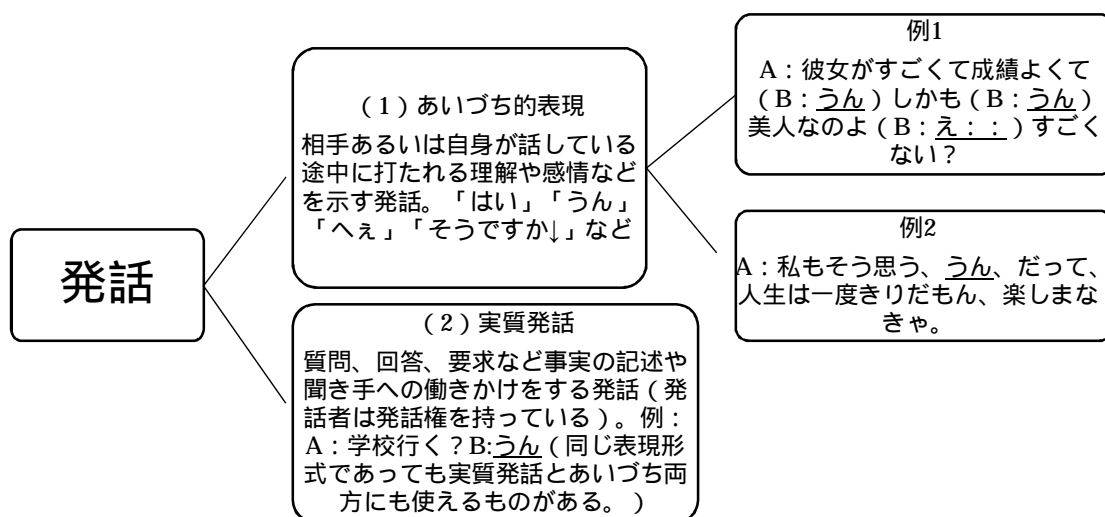 発話
(1)あいづち的表現
相手あるいは自身が話している
途中に打たれる理解や感情など
を示す発話。「はい」「うん」
「へぇ」「そうですか↓」など
(2)実質発話
質問、回答、要求など事実の記述や
聞き手への働きかけをする発話(発
話者は発話権を持っている)。例:
A:学校行く?B:うん(同じ表現形
式であっても実質発話とあいづち両
方にも使えるものがある。)
例1
A:彼女がすごくて成績よくて
(B:うん)しかも(B:うん)
美人なのよ(B:え::)すごく
ない?
例2
A:私もそう思う、うん、だって、
人生は一度きりだもん、楽しまな
きゃ。